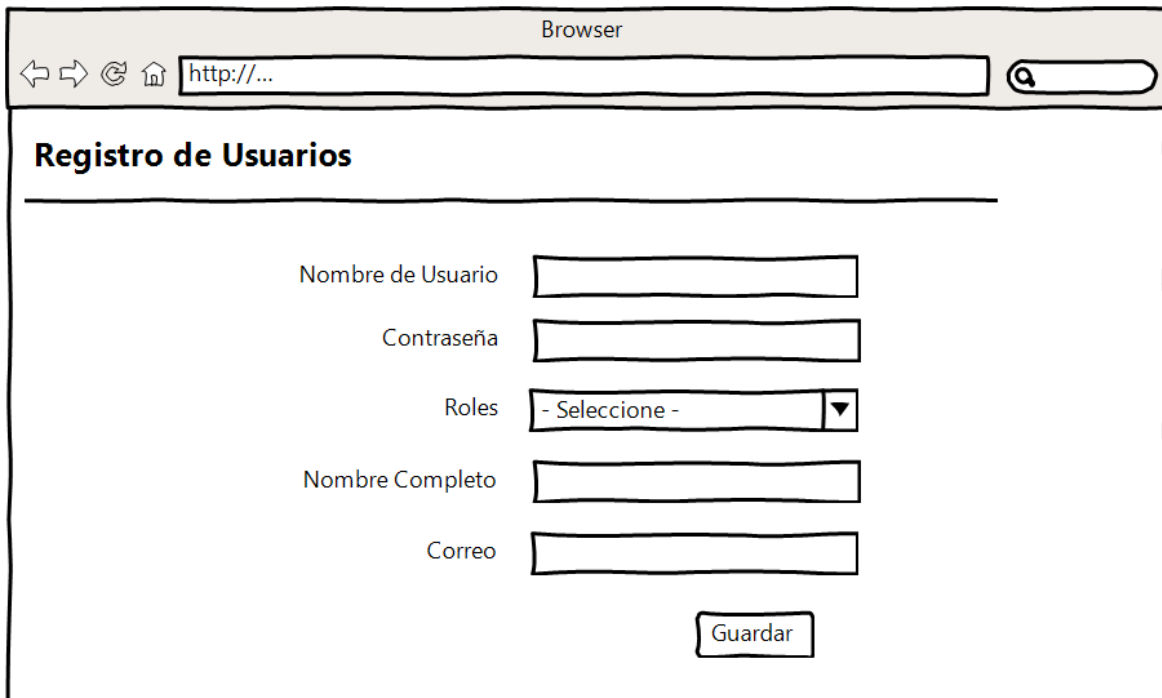 Browser
http://...
Registro de Usuarios
Nombre de Usuario
Contraseña
Roles - Seleccione -
Nombre Completo
Correo
Guardar